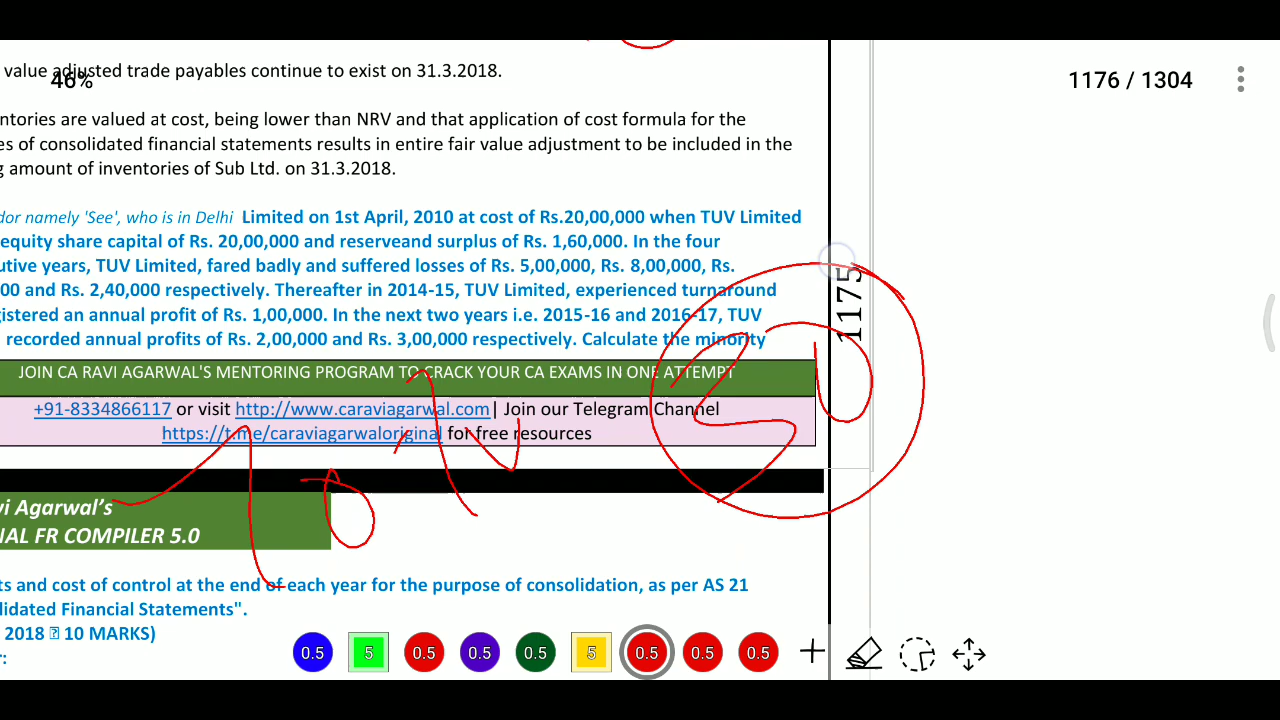 value adjusted trade payables continue to exist on 31.3.2018.
46%
1176 / 1304
ntories are valued at cost, being lower than NRV and that application of cost formula for the
es of consolidated financial statements results in entire fair value adjustment to be included in the
g amount of inventories of Sub Ltd. on 31.3.2018.
dor namely 'See', who is in Delhi Limited on 1st April, 2010 at cost of Rs.20,00,000 when TUV Limited
equity share capital of Rs. 20,00,000 and reserveand surplus of Rs. 1,60,000. In the four
utive years, TUV Limited, fared badly and suffered losses of Rs. 5,00,000, Rs. 8,00,000, Rs.
00 and Rs. 2,40,000 respectively. Thereafter in 2014-15, TUV Limited, experienced turnaround
gistered an annual profit of Rs. 1,00,000. In the next two years i.e. 2015-16 and 2016-17, TUV
recorded annual profits of Rs. 2,00,000 and Rs. 3,00,000 respectively. Calculate the minority
1175
JOIN CA RAVI AGARWAL'S MENTORING PROGRAM TO CRACK YOUR CA EXAMS IN ONE ATTEMPT
+91-8334866117 or visit http://www.caraviagarwal.com| Join our Telegram Channel
https://t.me/caraviagarwaloriginal for free resources
vi Agarwal's
NAL FR COMPILER 5.0
ts and cost of control at the end of each year for the purpose of consolidation, as per AS 21
lidated Financial Statements".
2018 10 MARKS)
r:
0.5 5 0.5 0.5 0.5 5 0.5 0.5 0.5